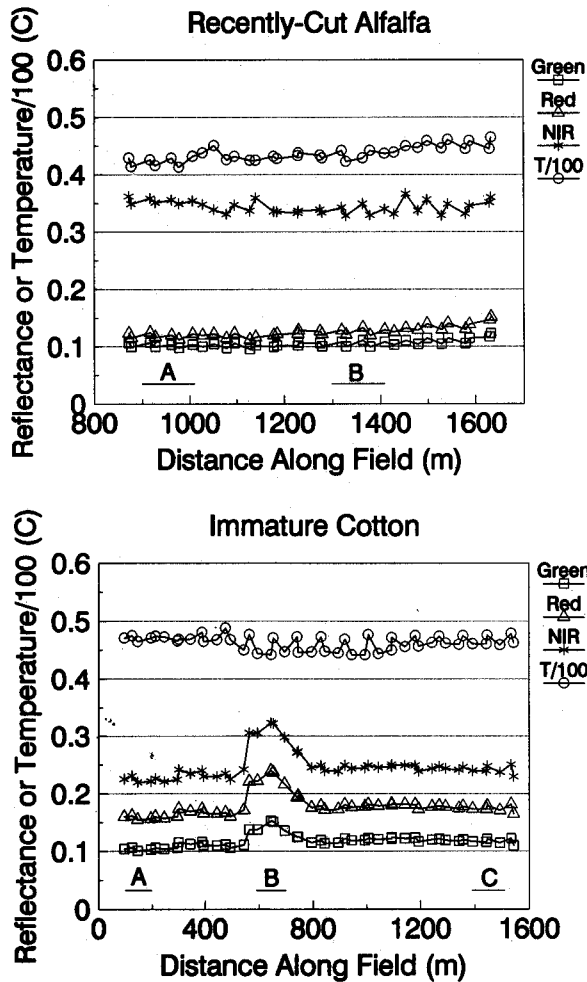 Recently-Cut Alfalfa
Reflectance or Temperature/100 (C)
0.6
0.5
0.4
0.3
0.2
0.1
0
A
B
800
1000
1200
1400
1600
Distance Along Field (m)
Green
Red
NIR
T/100
Immature Cotton
Reflectance or Temperature/100 (C)
0.6
0.5
0.4
0.3
0.2
0.1
0
A
B
C
0
400
800
1200
1600
Distance Along Field (m)
Green
Red
NIR
T/100